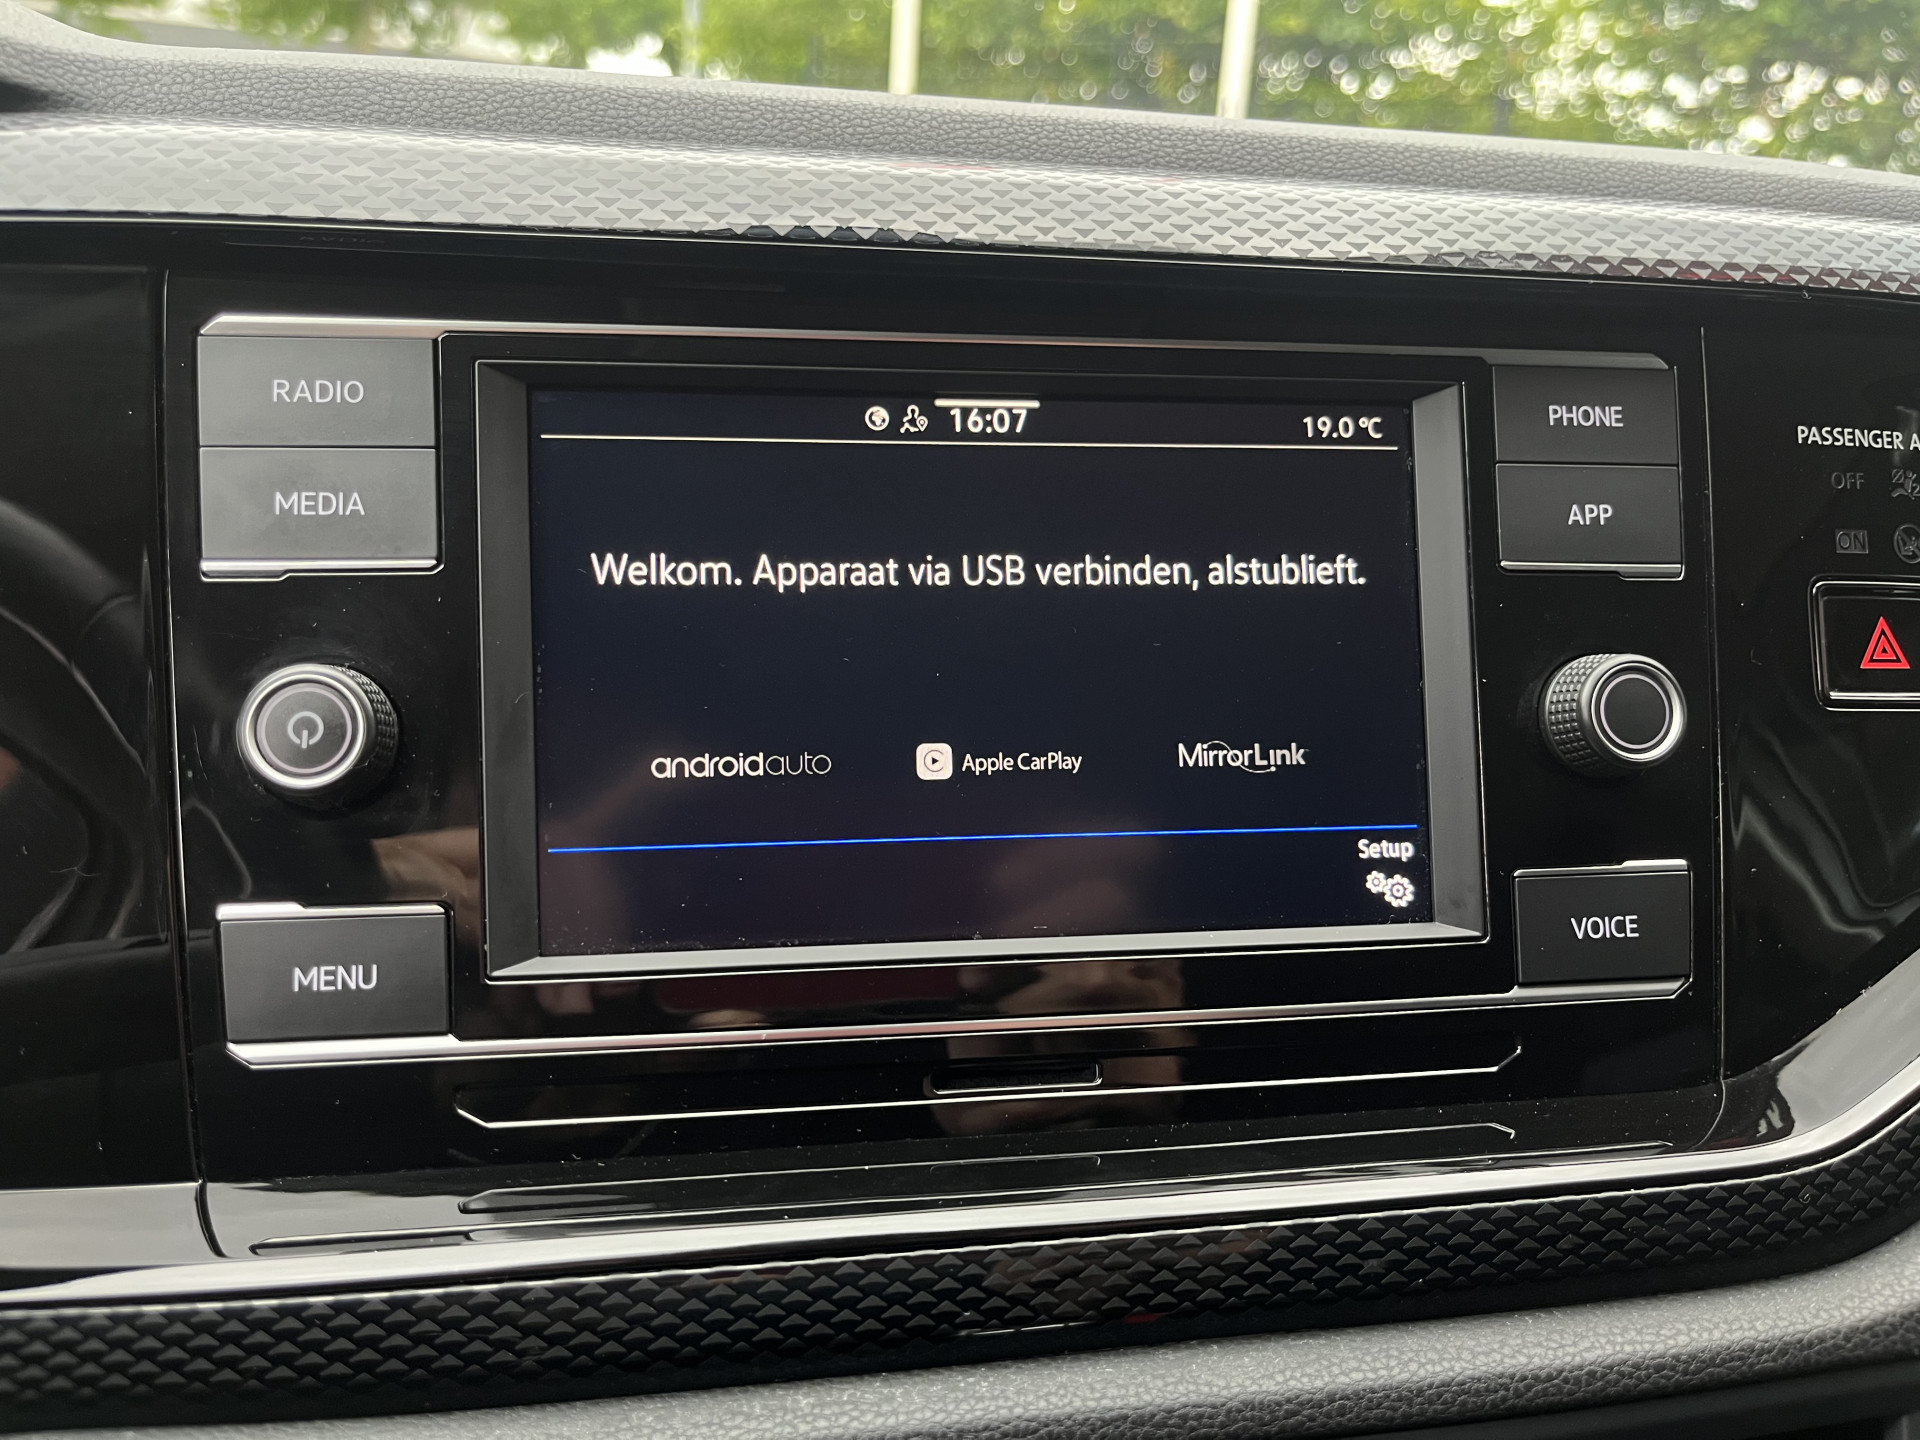 RADIO
MEDIA
MENU
16:07
19.0 °C
Welkom. Apparaat via USB verbinden, alstublieft.
androidauto
Apple CarPlay
MirrorLink
Setup
PHONE
APP
VOICE
PASSENGER A
OFF
ON